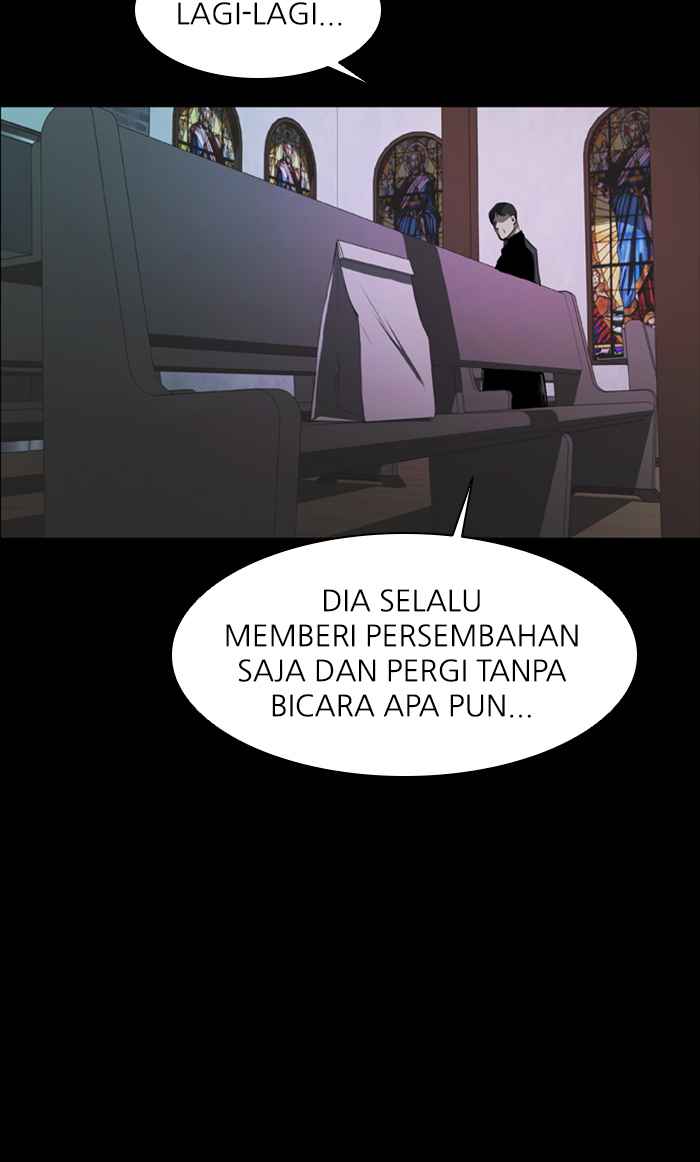 LAGI-LAGI...
DIA SELALU
MEMBERI PERSEMBAHAN
SAJA DAN PERGI TANPA
BICARA APA PUN...